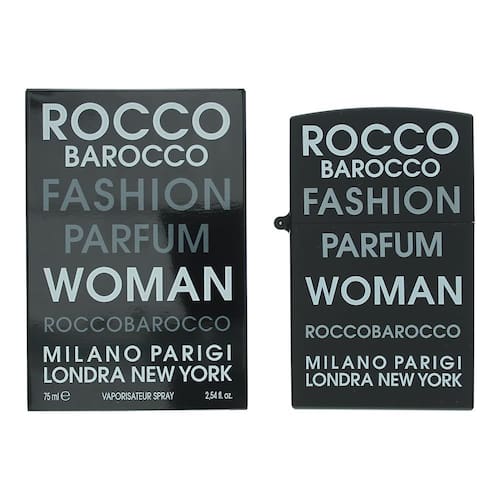 ROCCO
BAROCCO
FASHION
PARFUM
WOMAN
ROCCOBAROCCO
MILANO PARIGI
LONDRA NEW YORK
75 ml ℮ VAPORISATEUR SPRAY 2,54 fl. oz.
ROCCO
BAROCCO
FASHION
PARFUM
WOMAN
ROCCOBAROCCO
MILANO PARIGI
LONDRA NEW YORK